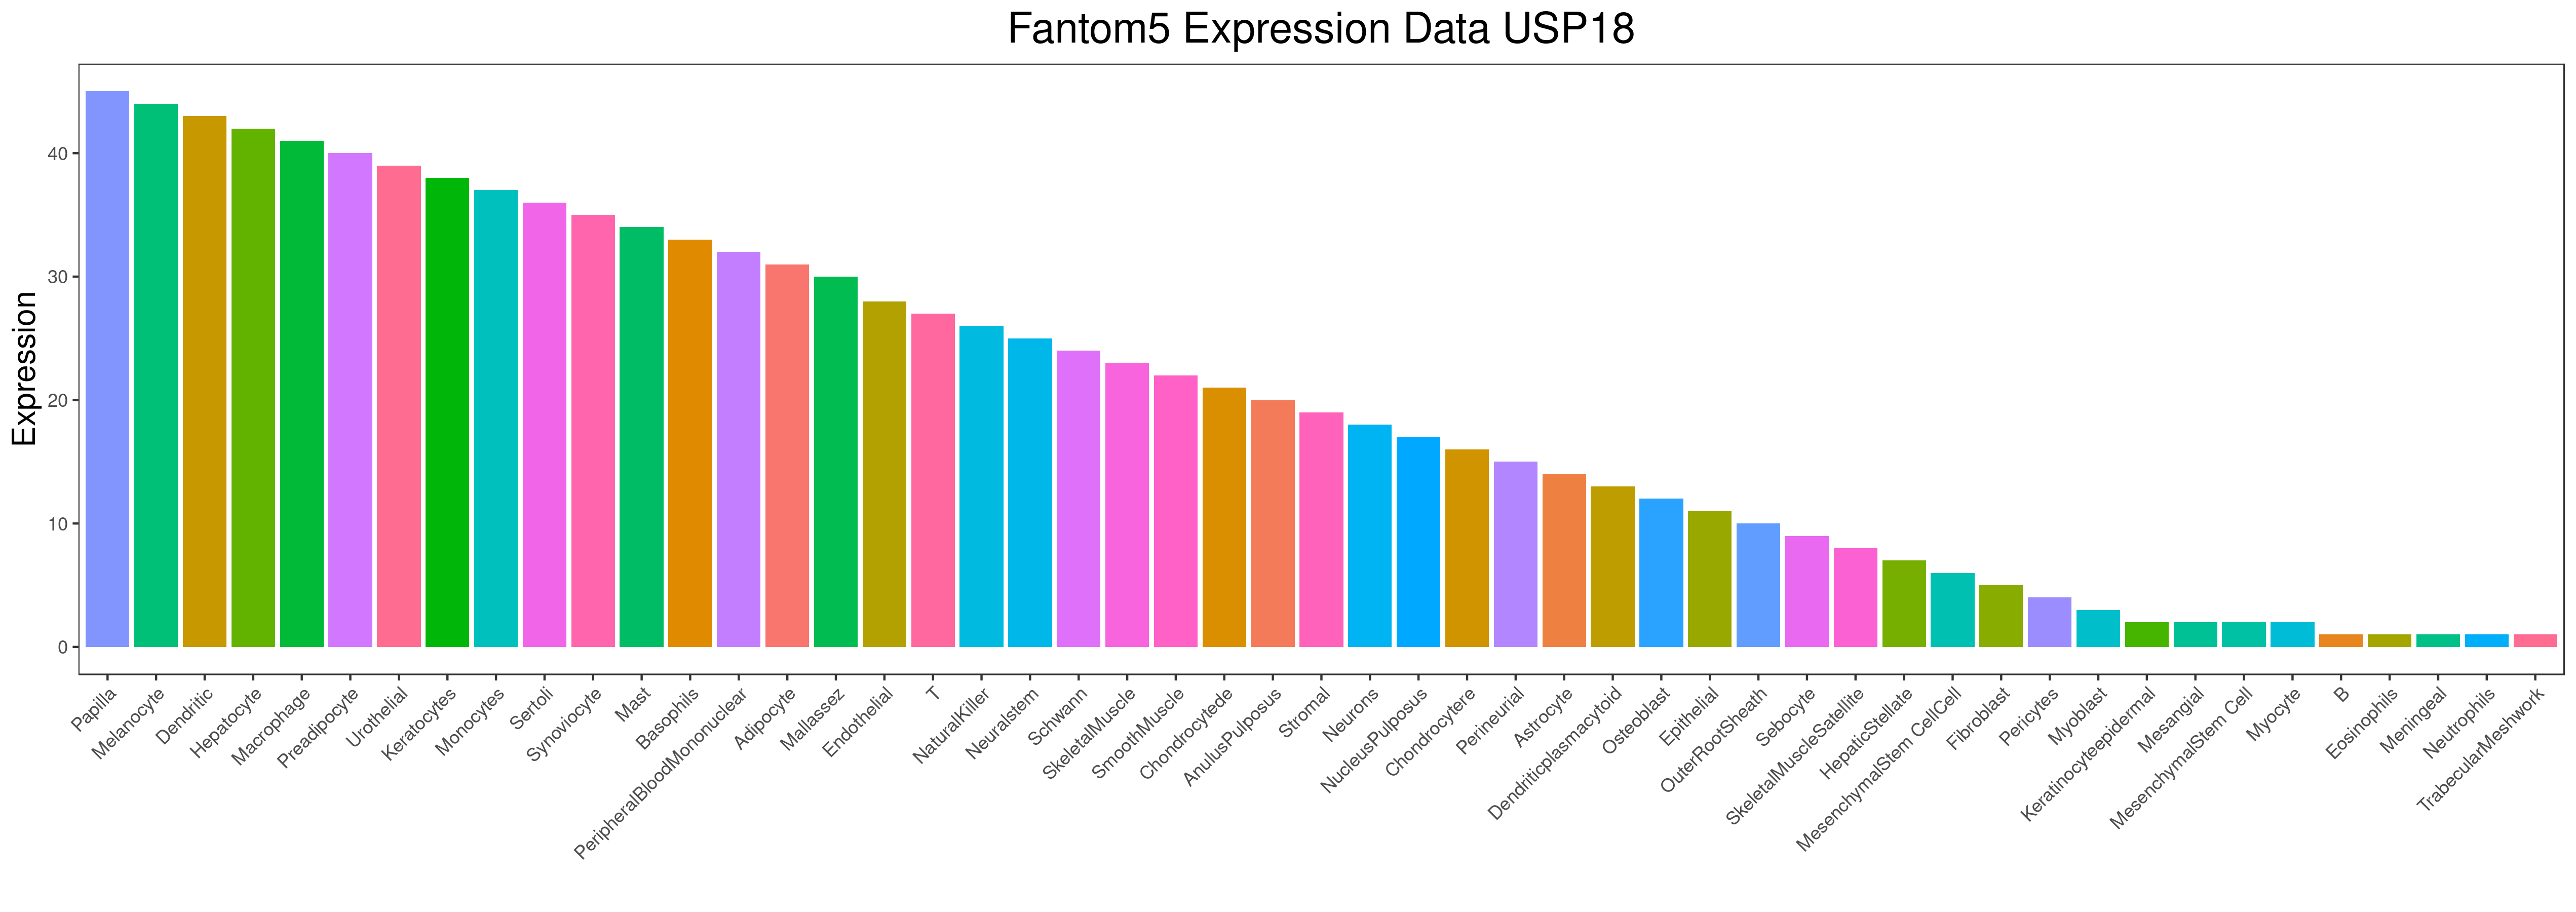 Fantom5 Expression Data USP18
Expression
40
30
20
10
0
Papilla
Melanocyte
Dendritic
Hepatocyte
Macrophage
Preadipocyte
Urothelial
Keratocytes
Monocytes
Sertoli
Synoviocyte
Mast
Basophils
PeripheralBloodMononuclear
Adipocyte
Mallassez
Endothelial
T
NaturalKiller
Neuralstem
Schwann
SkeletalMuscle
SmoothMuscle
Chondrocytede
AnulusPulposus
Stromal
Neurons
NucleusPulposus
Chondrocytere
Perineurial
Astrocyte
Dendriticplasmacytoid
Osteoblast
Epithelial
OuterRootSheath
Sebocyte
SkeletalMuscleSatellite
HepaticStellate
MesenchymalStem CellCell
Fibroblast
Pericytes
Myoblast
Keratinocyteepidermal
Mesangial
MesenchymalStem Cell
Myocyte
B
Eosinophils
Meningeal
Neutrophils
TrabecularMeshwork